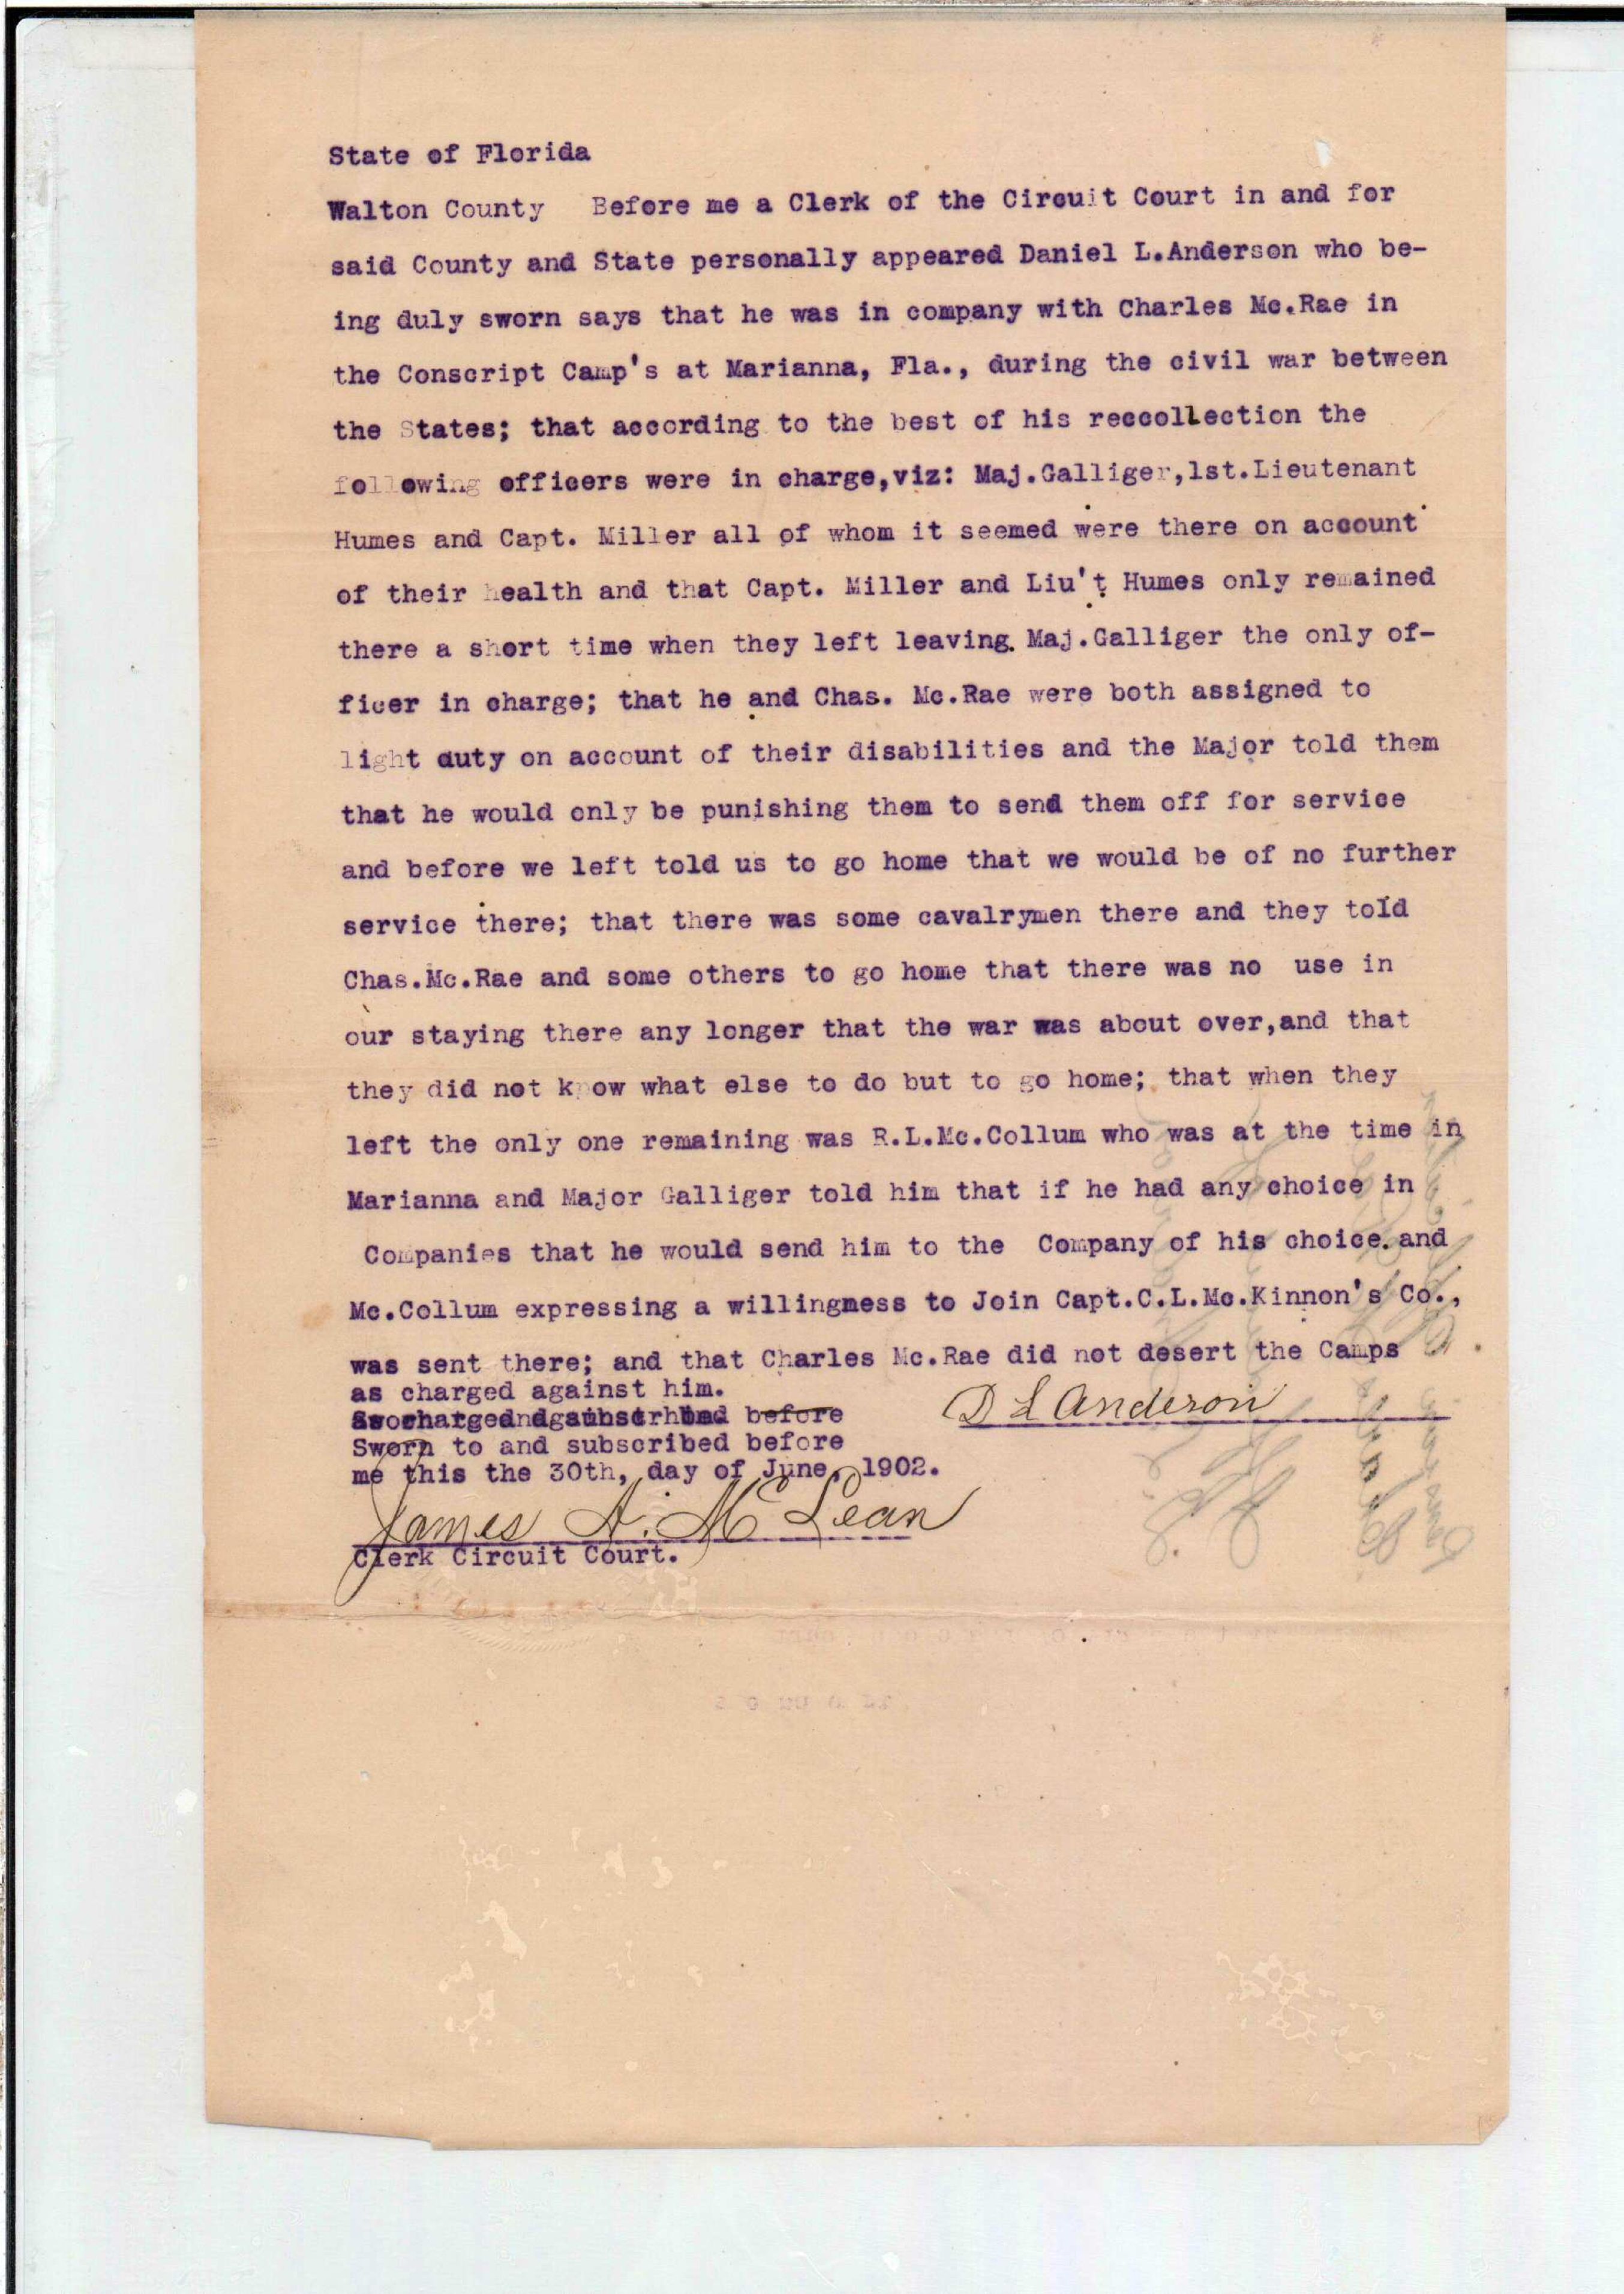 State of Florida
Walton County   Before me a Clerk of the Circuit Court in and for
said County and State personally appeared Daniel L.Anderson who be-
ing duly sworn says that he was in company with Charles Mc.Rae in
the Conscript Camp's at Marianna, Fla., during the civil war between
the States; that according to the best of his reccollection the
following officers were in charge,viz: Maj.Galliger,1st.Lieutenant
Humes and Capt. Miller all of whom it seemed were there on account
of their health and that Capt. Miller and Liu't Humes only remained
there a short time when they left leaving Maj.Galliger the only of-
ficer in charge; that he and Chas. Mc.Rae were both assigned to
light duty on account of their disabilities and the Major told them
that he would only be punishing them to send them off for service
and before we left told us to go home that we would be of no further
service there; that there was some cavalrymen there and they told
Chas.Mc.Rae and some others to go home that there was no  use in
our staying there any longer that the war was about over,and that
they did not know what else to do but to go home; that when they
left the only one remaining was R.L.Mc.Collum who was at the time in
Marianna and Major Galliger told him that if he had any choice in
Companies that he would send him to the  Company of his choice.and
Mc.Collum expressing a willingness to Join Capt.C.L.Mc.Kinnon's Co.,
was sent there; and that Charles Mc.Rae did not desert the Camps
as charged against him.
before
D L Anderson
Sworn to and subscribed before
me this the 30th, day of June, 1902.
James A. McLean
Clerk Circuit Court.